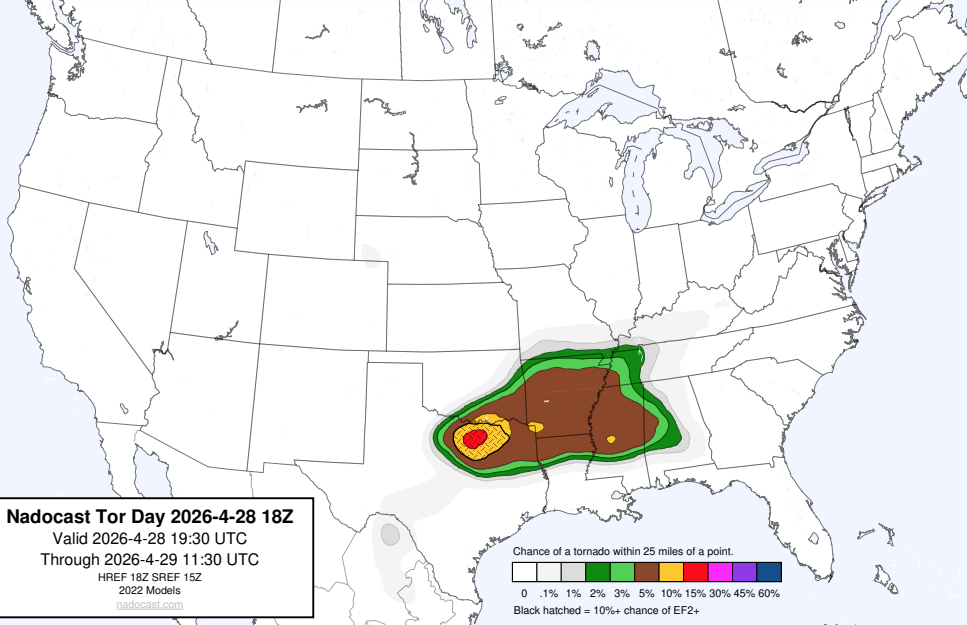 Nadocast Tor Day 2026-4-28 18Z
Valid 2026-4-28 19:30 UTC
Through 2026-4-29 11:30 UTC
HREF 18Z SREF 15Z
2022 Models
nadocast.com
Chance of a tornado within 25 miles of a point.
0 .1% 1% 2% 3% 5% 10% 15% 30% 45% 60%
Black hatched = 10%+ chance of EF2+